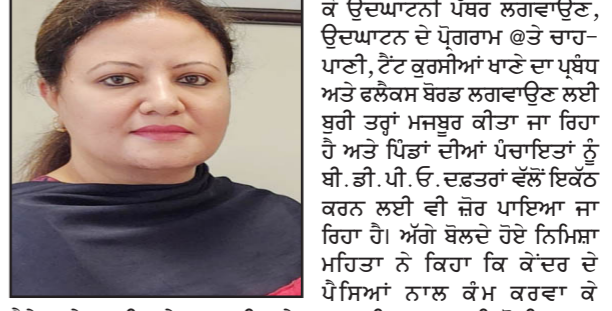 ਕੇ ਉਦਘਾਟਨੀ ਪੱਥਰ ਲਗਵਾਉਣ,
ਉਦਘਾਟਨ ਦੇ ਪ੍ਰੋਗਰਾਮ @ਤੇ ਚਾਹ-
ਪਾਣੀ, ਟੈਂਟ ਕੁਰਸੀਆਂ ਖਾਣੇ ਦਾ ਪ੍ਰਬੰਧ
ਅਤੇ ਫਲੈਕਸ ਬੋਰਡ ਲਗਵਾਉਣ ਲਈ
ਬੁਰੀ ਤਰ੍ਹਾਂ ਮਜਬੂਰ ਕੀਤਾ ਜਾ ਰਿਹਾ
ਹੈ ਅਤੇ ਪਿੰਡਾਂ ਦੀਆਂ ਪੰਚਾਇਤਾਂ ਨੂੰ
ਬੀ.ਡੀ.ਪੀ.ਓ.ਦਫ਼ਤਰਾਂ ਵੱਲੋਂ ਇਕੱਠ
ਕਰਨ ਲਈ ਵੀ ਜ਼ੋਰ ਪਾਇਆ ਜਾ
ਰਿਹਾ ਹੈ। ਅੱਗੇ ਬੋਲਦੇ ਹੋਏ ਨਿਮਿਸ਼ਾ
ਮਹਿਤਾ ਨੇ ਕਿਹਾ ਕਿ ਕੇਂਦਰ ਦੇ
ਪੈਸਿਆਂ ਨਾਲ ਕੰਮ ਕਰਵਾ ਕੇ